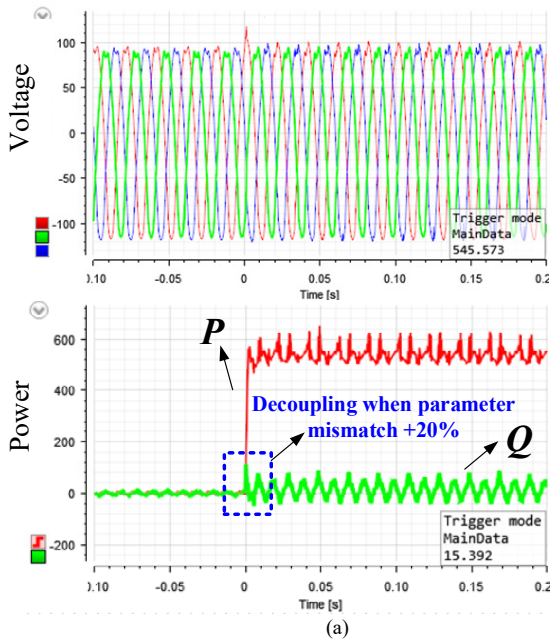 Voltage
100
50
0
-50
-100
Trigger mode
MainData
545.573
0.10 -0.05 0 0.05 0.10 0.15 0.2
Time [s]
Power
600
400
200
0
-200
P
Decoupling when parameter
mismatch +20%
Q
Trigger mode
MainData
15.392
0.10 -0.05 0 0.05 0.10 0.15 0.2
Time [s]
(a)